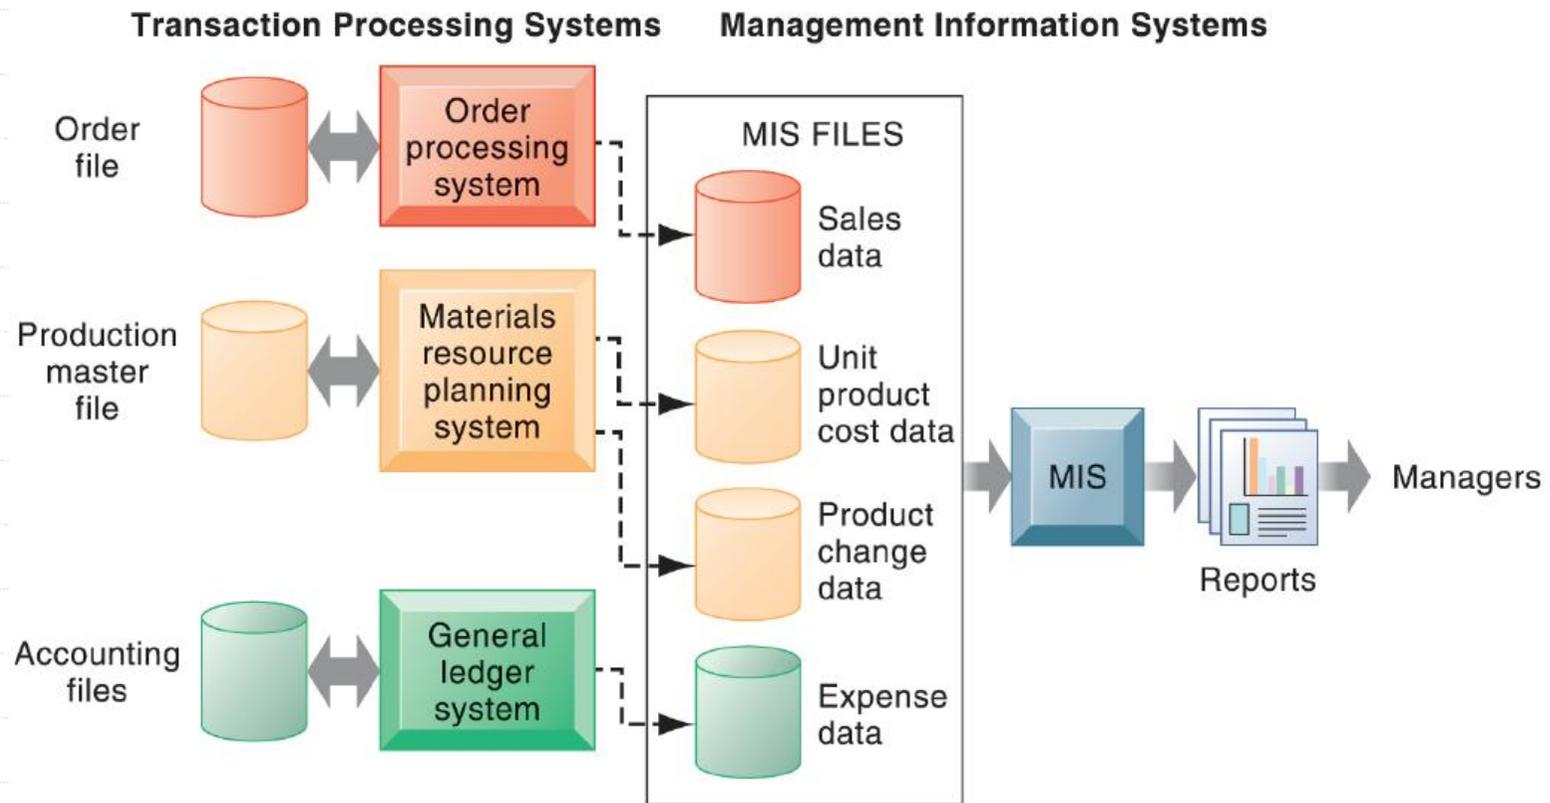 Transaction Processing Systems
Management Information Systems
Order
file
Order
processing
system
MIS FILES
Sales
data
Production
master
file
Materials
resource
planning
system
Unit
product
cost data
Product
change
data
MIS
Reports
Managers
Accounting
files
General
ledger
system
Expense
data